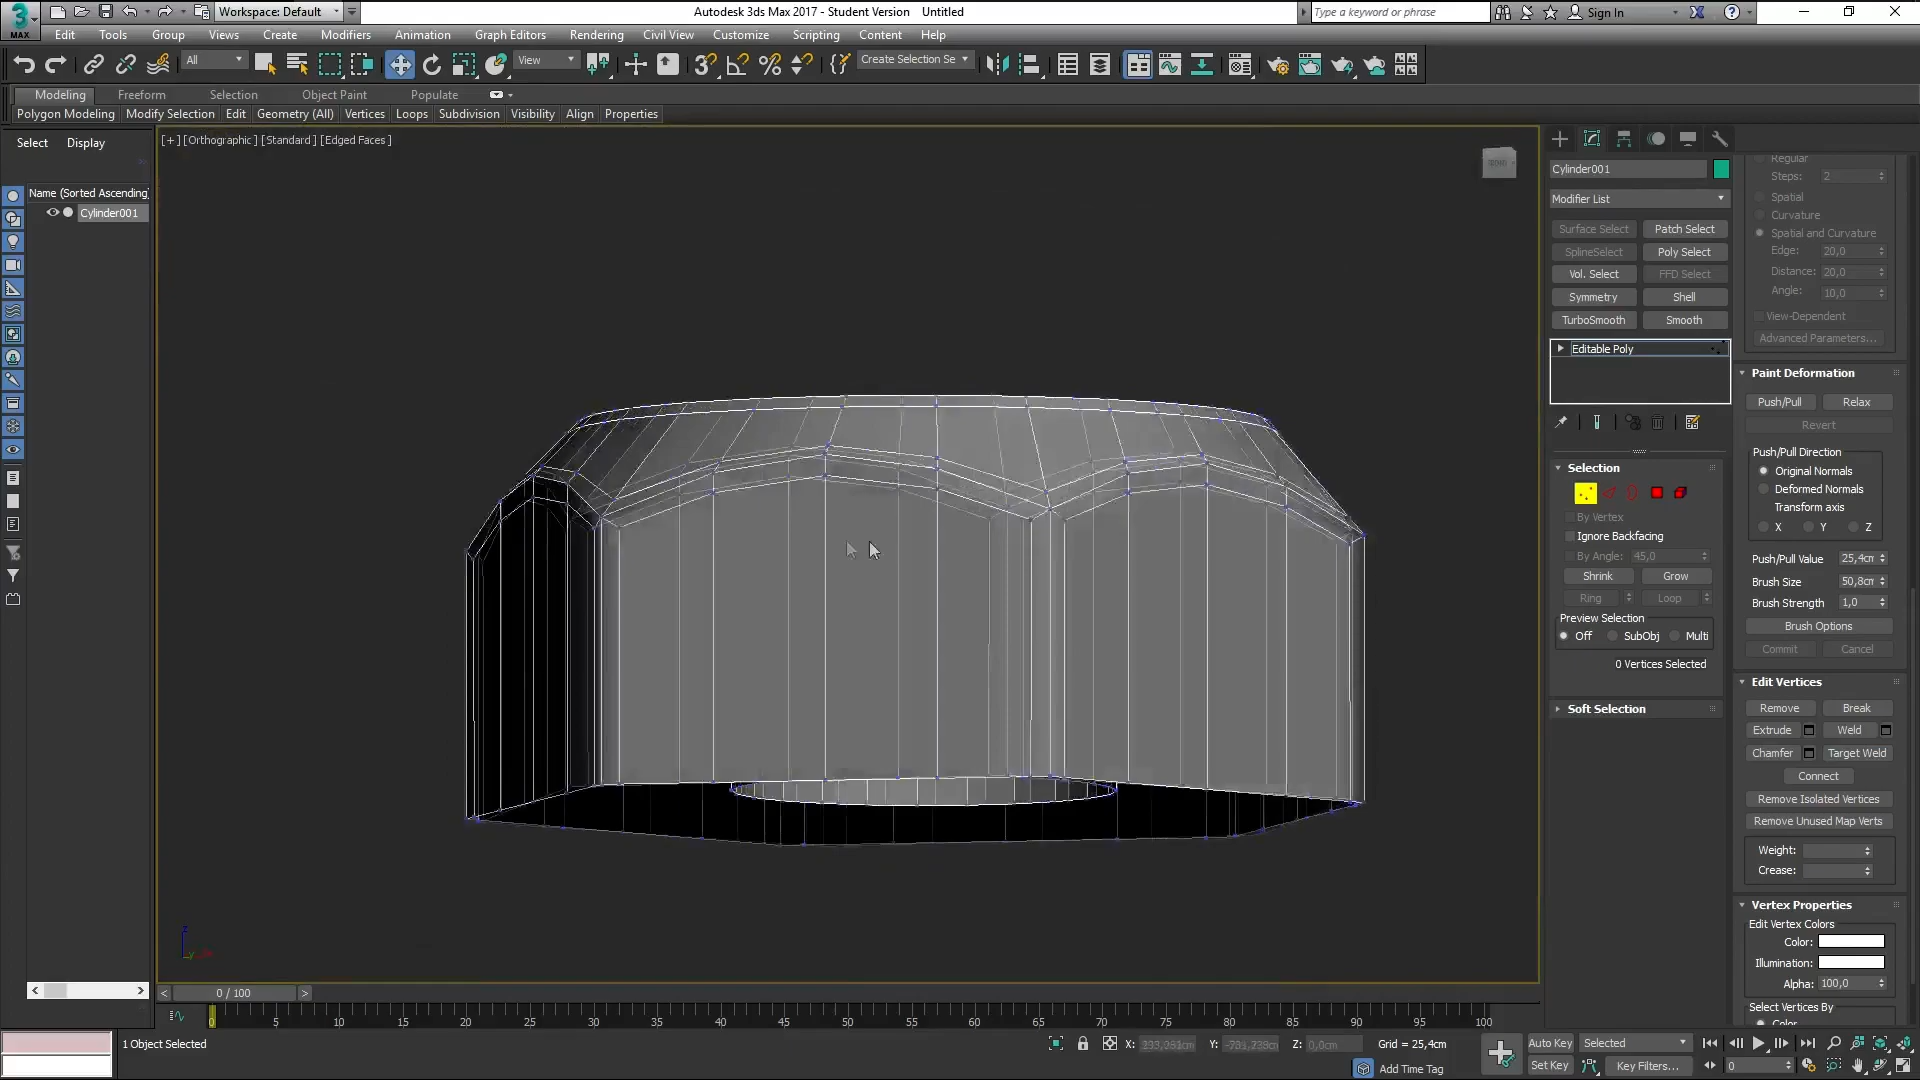 Workspace: Default
Autodesk 3ds Max 2017 - Student Version    Untitled
Type a keyword or phrase
Sign In
MAX
Edit Tools Group Views Create Modifiers Animation Graph Editors Rendering Civil View Customize Scripting Content Help
All
View
Create Selection Se
Modeling Freeform Selection Object Paint Populate
Polygon Modeling Modify Selection Edit Geometry (All) Vertices Loops Subdivision Visibility Align Properties
Select Display
Name (Sorted Ascending)
Cylinder001
[+] [Orthographic] [Standard] [Edged Faces]
Cylinder001
Modifier List
Surface Select Patch Select
SplineSelect Poly Select
Vol. Select FFD Select
Symmetry Shell
TurboSmooth Smooth
Editable Poly
Selection
By Vertex
Ignore Backfacing
By Angle: 45,0
Shrink Grow
Ring Loop
Preview Selection
Off SubObj Multi
0 Vertices Selected
Soft Selection
Regular
Steps: 2
Spatial
Curvature
Spatial and Curvature
Edge: 20,0
Distance: 20,0
Angle: 10,0
View-Dependent
Advanced Parameters...
Paint Deformation
Push/Pull Relax
Revert
Push/Pull Direction
Original Normals
Deformed Normals
Transform axis
X Y Z
Push/Pull Value 25,4cm
Brush Size 50,8cm
Brush Strength 1,0
Brush Options
Commit Cancel
Edit Vertices
Remove Break
Extrude Weld
Chamfer Target Weld
Connect
Remove Isolated Vertices
Remove Unused Map Verts
Weight:
Crease:
Vertex Properties
Edit Vertex Colors
Color:
Illumination:
Alpha: 100,0
Select Vertices By
Color
z
y
< 0 / 100 >
0 5 10 15 20 25 30 35 40 45 50 55 60 65 70 75 80 85 90 95 100
1 Object Selected
X: Y: Z: 0,0cm
Grid = 25,4cm
Add Time Tag
Auto Key Selected
Set Key Key Filters...
0